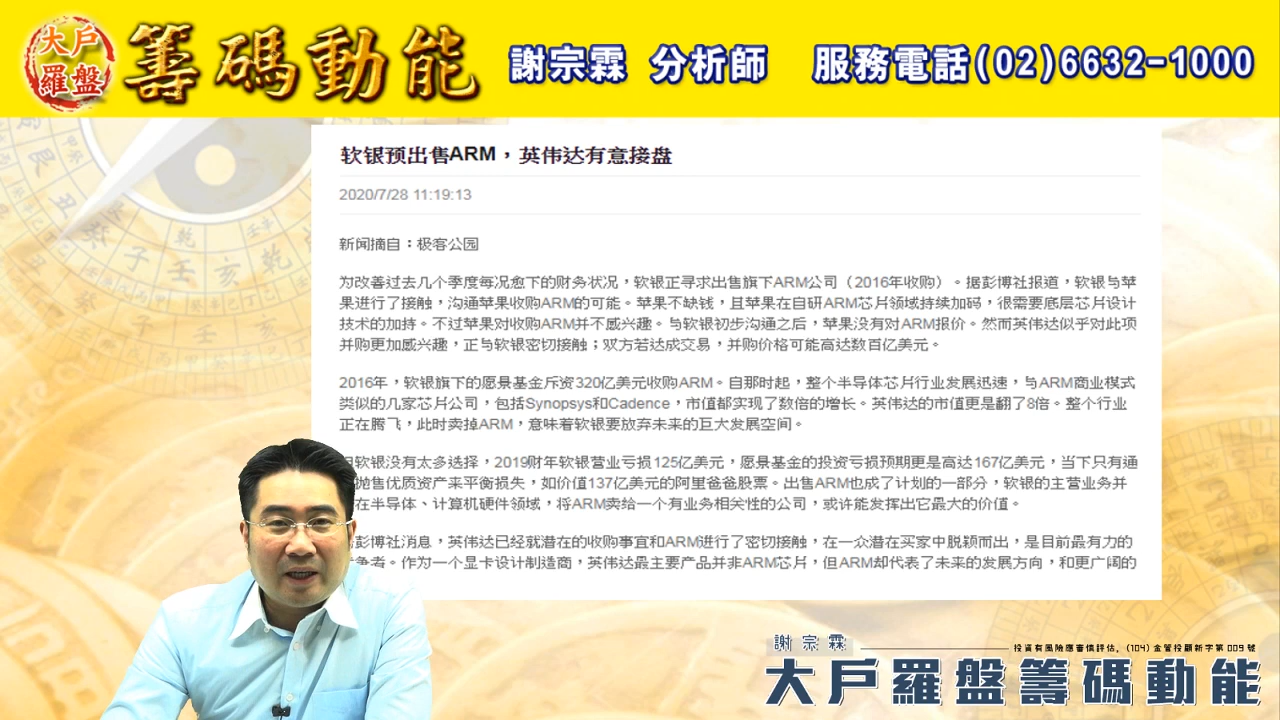 大戶
羅盤
籌碼動能
謝宗霖 分析師 服務電話(02)6632-1000
软银预出售ARM，英伟达有意接盘
2020/7/28 11:19:13
新闻摘自：极客公园
为改善过去几个季度每况愈下的财务状况，软银正寻求出售旗下ARM公司（2016年收购）。据彭博社报道，软银与苹
果进行了接触，沟通苹果收购ARM的可能。苹果不缺钱，且苹果在自研ARM芯片领域持续加码，很需要底层芯片设计
技术的加持。不过苹果对收购ARM并不感兴趣。与软银初步沟通之后，苹果没有对ARM报价。然而英伟达似乎对此项
并购更加感兴趣，正与软银密切接触；双方若达成交易，并购价格可能高达数百亿美元。
2016年，软银旗下的愿景基金斥资320亿美元收购ARM。自那时起，整个半导体芯片行业发展迅速，与ARM商业模式
类似的几家芯片公司，包括Synopsys和Cadence，市值都实现了数倍的增长。英伟达的市值更是翻了8倍。整个行业
正在腾飞，此时卖掉ARM，意味着软银要放弃未来的巨大发展空间。
软银没有太多选择，2019财年软银营业亏损125亿美元，愿景基金的投资亏损预期更是高达167亿美元，当下只有通
抛售优质资产来平衡损失，如价值137亿美元的阿里爸爸股票。出售ARM也成了计划的一部分，软银的主营业务并
在半导体、计算机硬件领域，将ARM卖给一个有业务相关性的公司，或许能发挥出它最大的价值。
彭博社消息，英伟达已经就潜在的收购事宜和ARM进行了密切接触，在一众潜在买家中脱颖而出，是目前最有力的
争者。作为一个显卡设计制造商，英伟达最主要产品并非ARM芯片，但ARM却代表了未来的发展方向，和更广阔的
謝宗霖
投資有風險應審慎評估。(104)金管投顧新字第009號
大戶羅盤籌碼動能